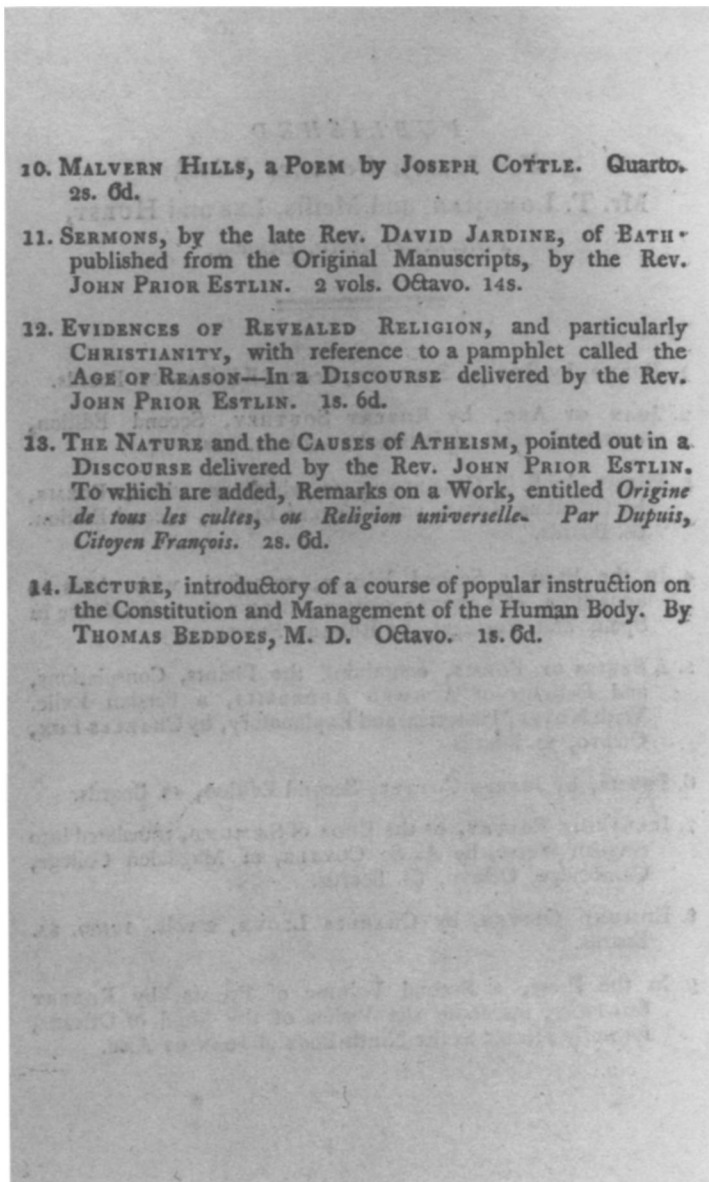 10. MALVERN HILLS, a POEM by JOSEPH COTTLE. Quarto.
2s. 6d.
11. SERMONS, by the late Rev. DAVID JARDINE, of BATH·
published from the Original Manuscripts, by the Rev.
JOHN PRIOR ESTLIN. 2 vols. Octavo. 14s.
12. EVIDENCES OF REVEALED RELIGION, and particularly
CHRISTIANITY, with reference to a pamphlet called the
AGE OF REASON—In a DISCOURSE delivered by the Rev.
JOHN PRIOR ESTLIN. 1s. 6d.
13. THE NATURE and the CAUSES of ATHEISM, pointed out in a
DISCOURSE delivered by the Rev. JOHN PRIOR ESTLIN.
To which are added, Remarks on a Work, entitled Origine
de tous les cultes, ou Religion universelle. Par Dupuis,
Citoyen François. 2s. 6d.
14. LECTURE, introductory of a course of popular instruction on
the Constitution and Management of the Human Body. By
THOMAS BEDDOES, M. D. Octavo. 1s. 6d.